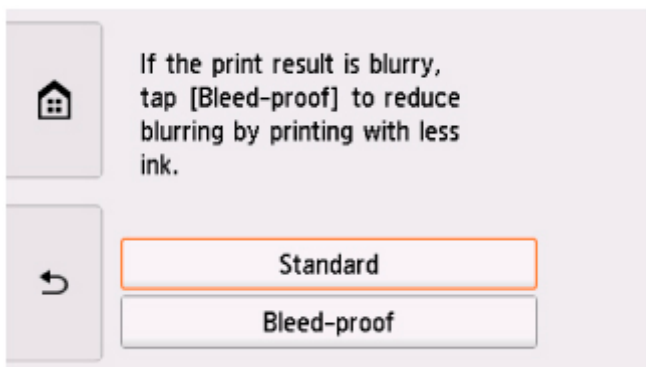 If the print result is blurry,
tap [Bleed-proof] to reduce
blurring by printing with less
ink.
Standard
Bleed-proof